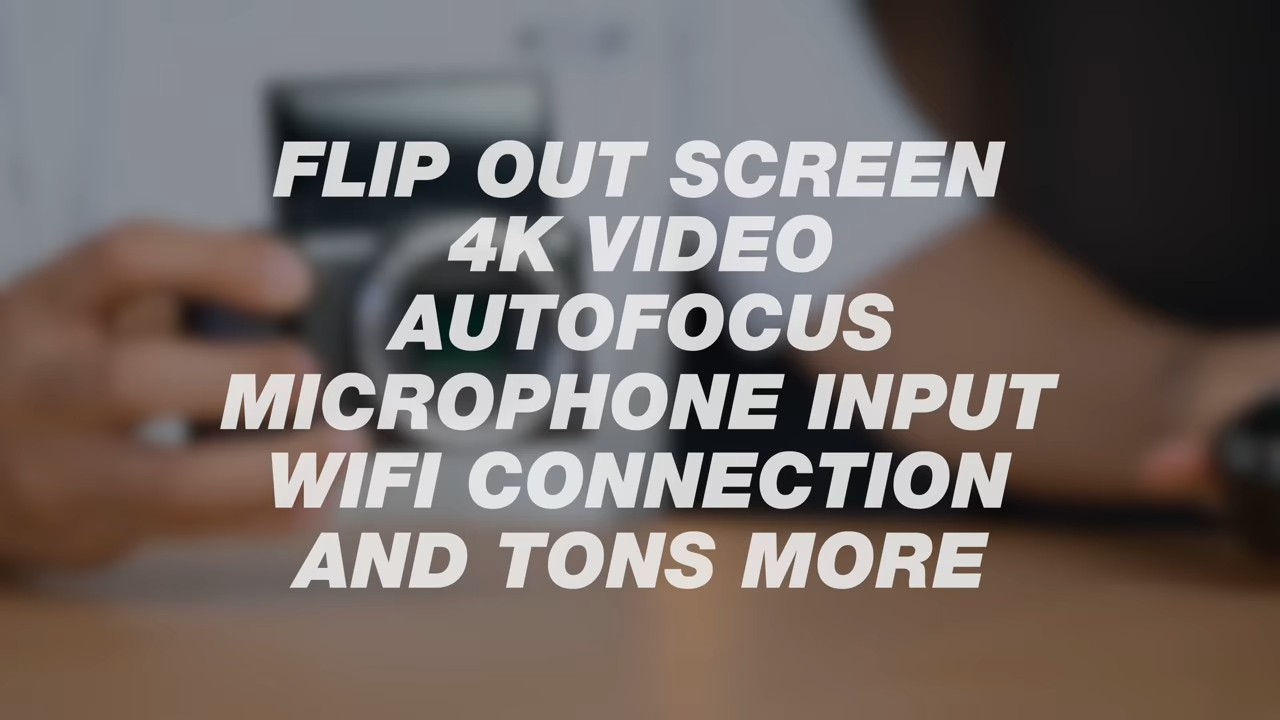 FLIP OUT SCREEN
4K VIDEO
AUTOFOCUS
MICROPHONE INPUT
WIFI CONNECTION
AND TONS MORE